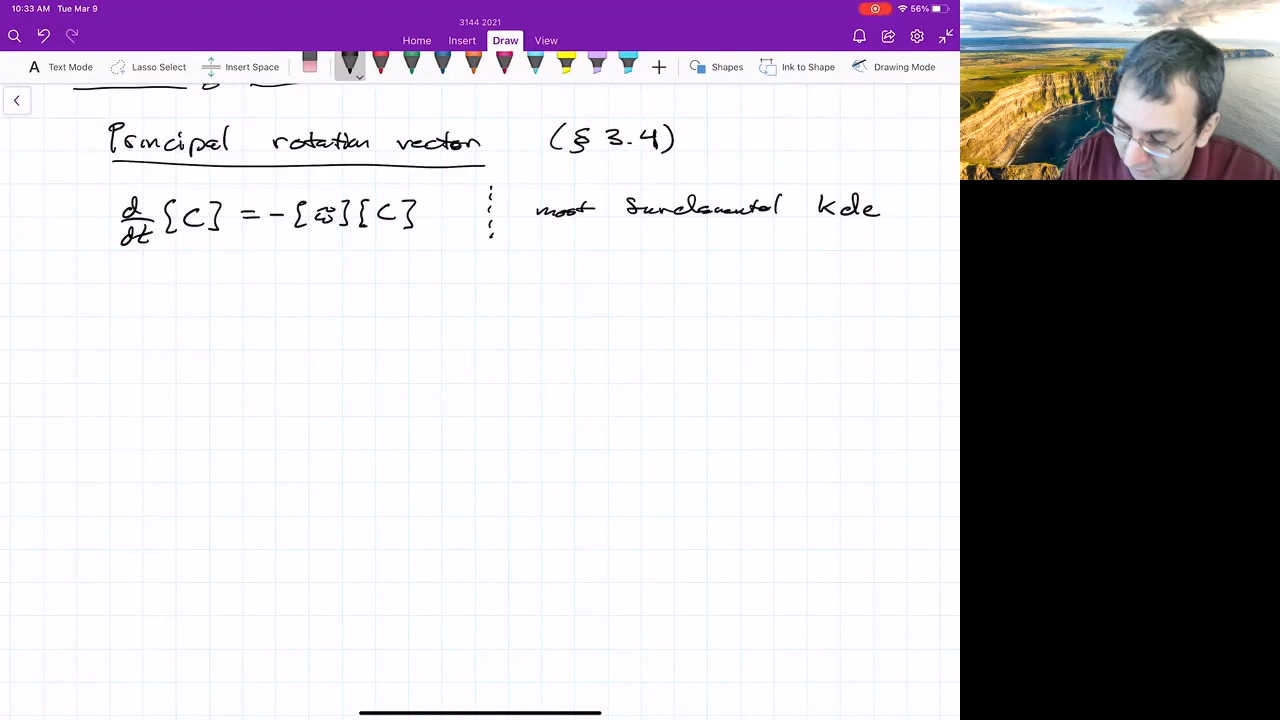 10:33 AM Tue Mar 9
56%
3144 2021
Home Insert Draw View
Text Mode Lasso Select Insert Space Shapes Ink to Shape Drawing Mode
Principal rotation vector (§ 3.4)
d/dt [C] = -[ω̃][C] most fundamental kde